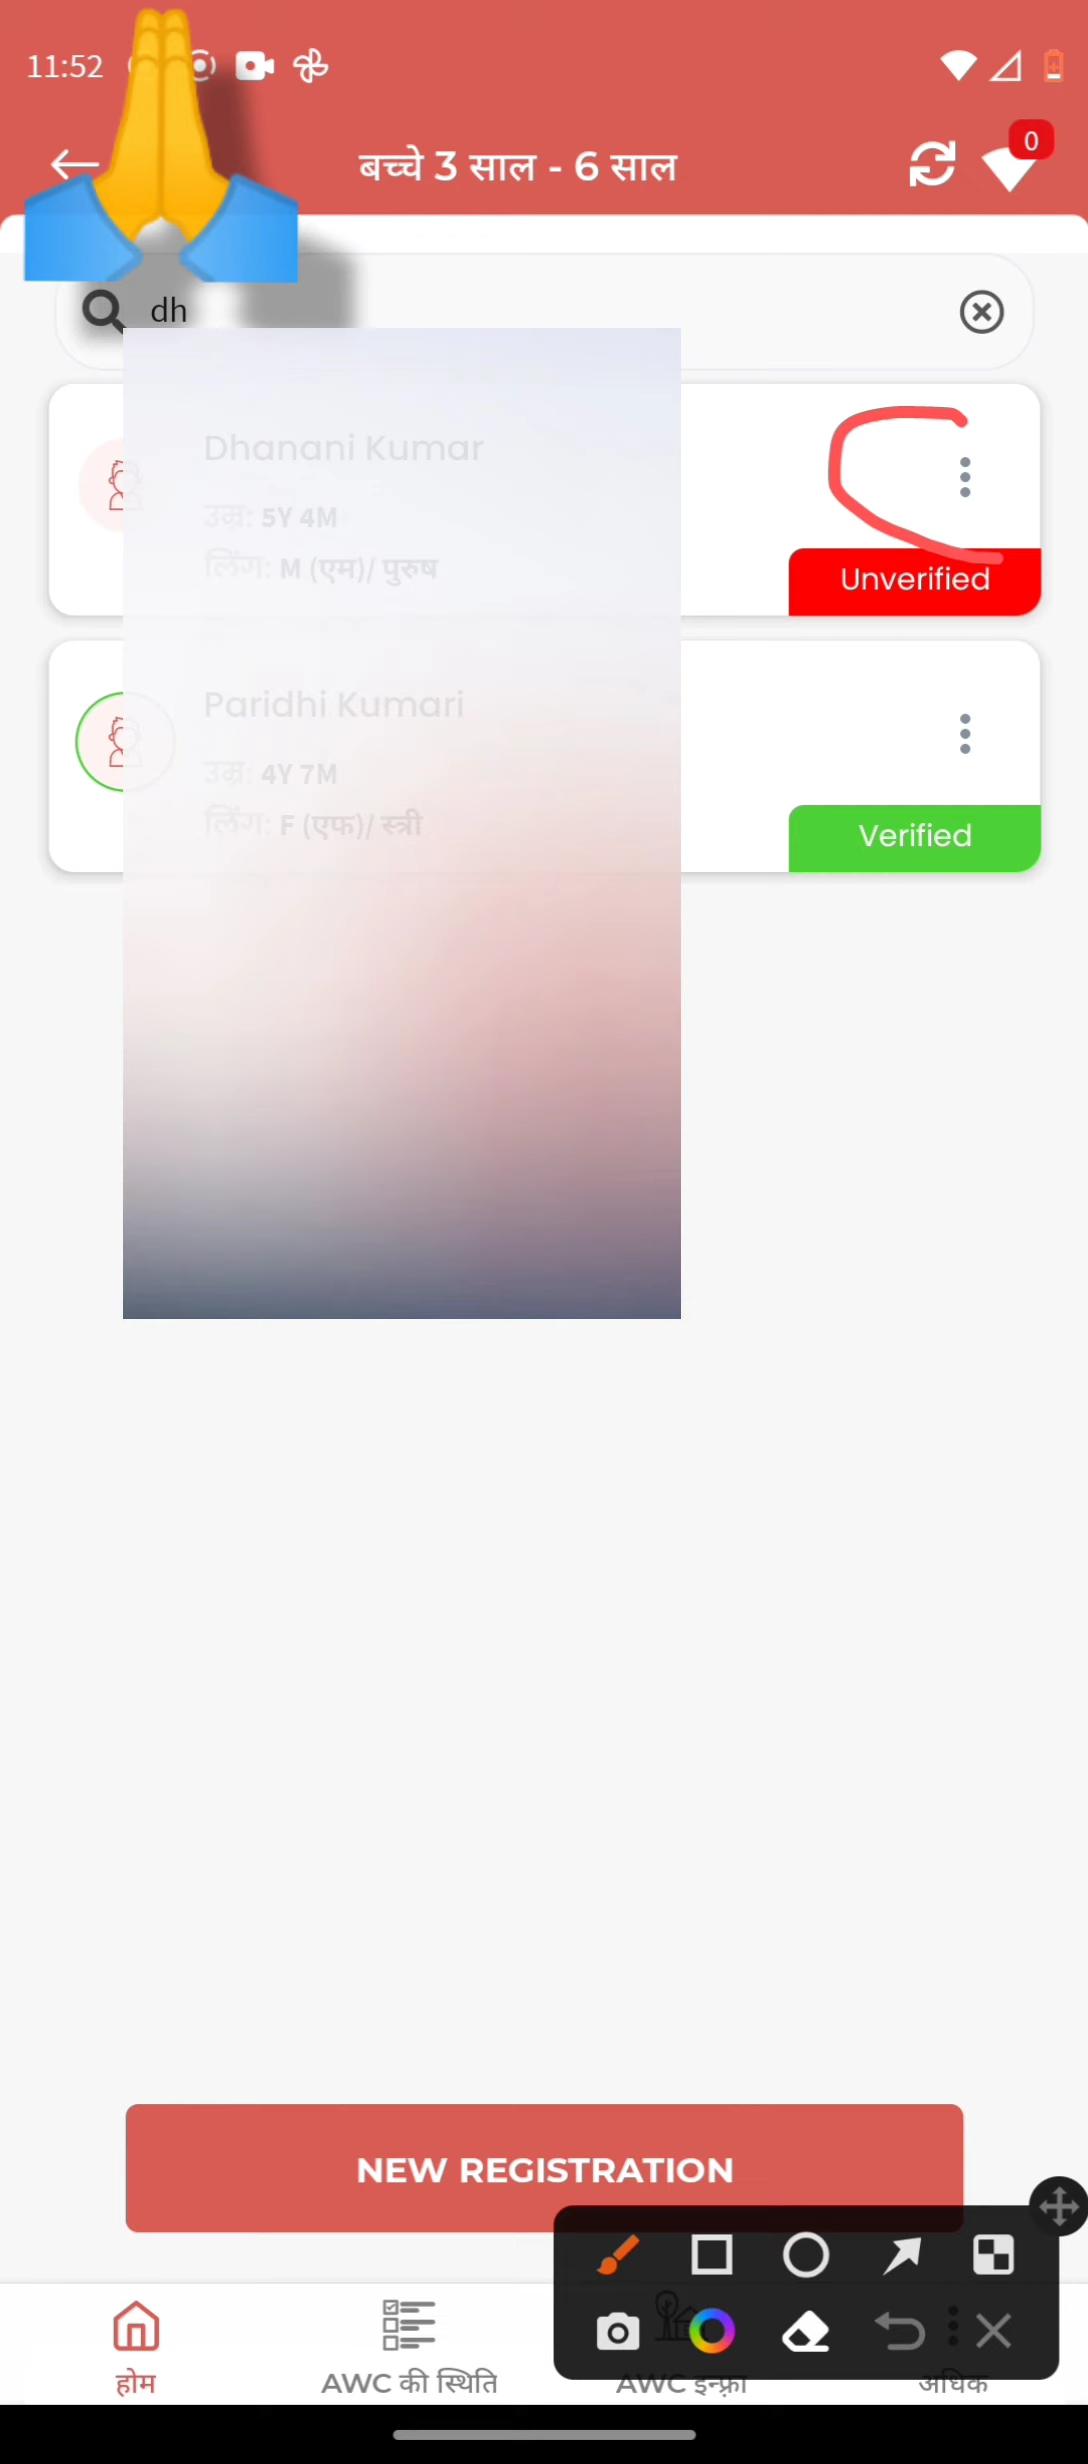 11:52
बच्चे 3 साल - 6 साल
0
dh
Dhanani Kumar
उम्र: 5Y 4M
लिंग: M (एम)/ पुरुष
Unverified
Paridhi Kumari
उम्र: 4Y 7M
लिंग: F (एफ)/ स्त्री
Verified
NEW REGISTRATION
होम
AWC की स्थिति
AWC इन्फ़्रा
अधिक